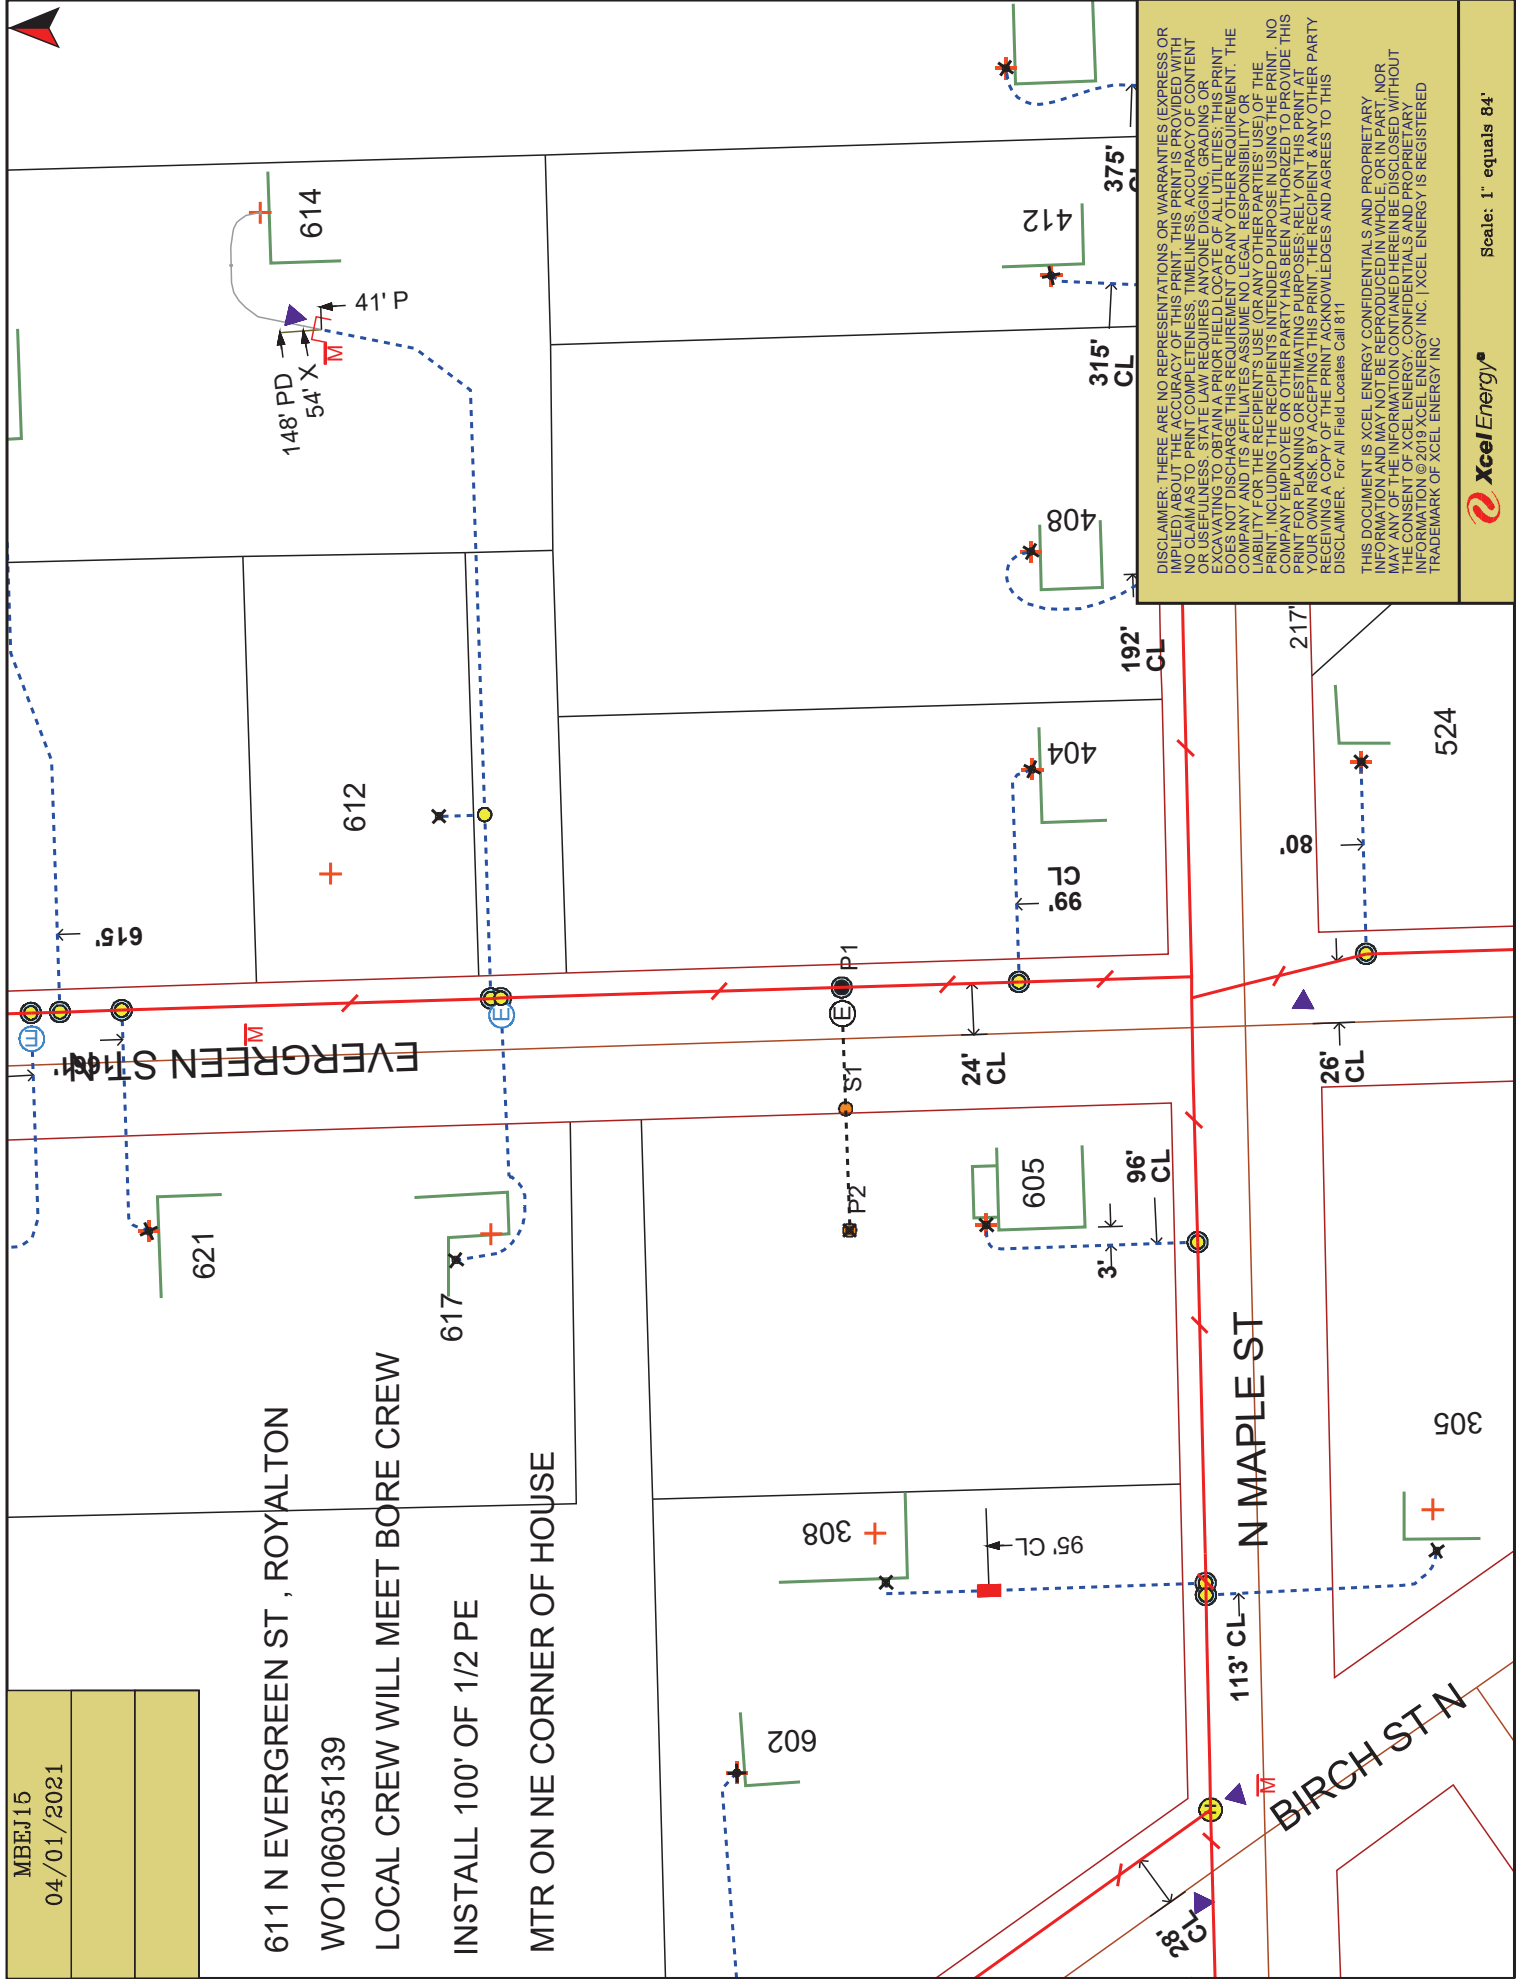 MBEJ15
04/01/2021
611 N EVERGREEN ST , ROYALTON
WO106035139
LOCAL CREW WILL MEET BORE CREW
INSTALL 100' OF 1/2 PE
MTR ON NE CORNER OF HOUSE
621
617
602
308
95' CL
113' CL
28'
CL
BIRCH ST N
M
N MAPLE ST
305
605
3'
96'
CL
P2
S1
E
P1
24'
CL
26'
CL
EVERGREEN ST N
M
E
E
615'
612
99'
CL
404
80'
524
217'
192'
CL
408
315'
CL
412
375'
614
41' P
M
148' PD
54' X
H
DISCLAIMER: THERE ARE NO REPRESENTATIONS OR WARRANTIES (EXPRESS OR
IMPLIED) ABOUT THE ACCURACY OF THIS PRINT. THIS PRINT IS PROVIDED WITH
NO CLAIM AS TO PRINT COMPLETENESS, TIMELINESS, ACCURACY OF CONTENT
OR USEFULNESS. STATE LAW REQUIRES ANYONE DIGGING, GRADING OR
EXCAVATING TO OBTAIN A PRIOR FIELD LOCATE OF ALL UTILITIES; THIS PRINT
DOES NOT DISCHARGE THIS REQUIREMENT OR ANY OTHER REQUIREMENT. THE
COMPANY AND ITS AFFILIATES ASSUME NO LEGAL RESPONSIBILITY OR
LIABILITY FOR THE RECIPIENT'S USE (OR ANY OTHER PARTIES' USE) OF THE
PRINT, INCLUDING THE RECIPIENTS INTENDED PURPOSE IN USING THE PRINT. NO
COMPANY EMPLOYEE OR OTHER PARTY HAS BEEN AUTHORIZED TO PROVIDE THIS
PRINT FOR PLANNING OR ESTIMATING PURPOSES; RELY ON THIS PRINT AT
YOUR OWN RISK. BY ACCEPTING THIS PRINT, THE RECIPIENT & ANY OTHER PARTY
RECEIVING A COPY OF THE PRINT ACKNOWLEDGES AND AGREES TO THIS
DISCLAIMER. For All Field Locates Call 811
THIS DOCUMENT IS XCEL ENERGY CONFIDENTIALS AND PROPRIETARY
INFORMATION AND MAY NOT BE REPRODUCED IN WHOLE, OR IN PART, NOR
MAY ANY OF THE INFORMATION CONTIANED HEREIN BE DISCLOSED WITHOUT
THE CONSENT OF XCEL ENERGY. CONFIDENTIALS AND PROPRIETARY
INFORMATION © 2019 XCEL ENERGY INC. | XCEL ENERGY IS REGISTERED
TRADEMARK OF XCEL ENERGY INC
Xcel Energy®
Scale: 1" equals 84'